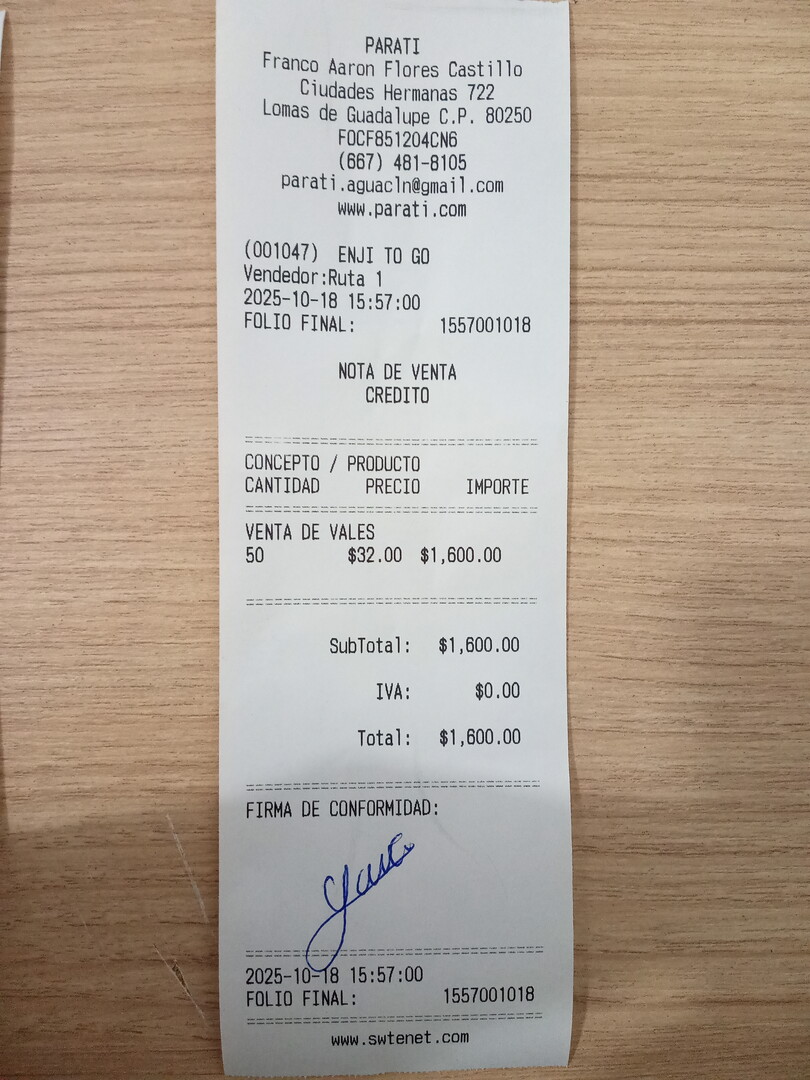 PARATI
Franco Aaron Flores Castillo
Ciudades Hermanas 722
Lomas de Guadalupe C.P. 80250
FOCF851204CN6
(667) 481-8105
parati.aguacln@gmail.com
www.parati.com
(001047) ENJI TO GO
Vendedor:Ruta 1
2025-10-18 15:57:00
FOLIO FINAL: 1557001018
NOTA DE VENTA
CREDITO
CONCEPTO / PRODUCTO
CANTIDAD PRECIO IMPORTE
VENTA DE VALES
50 $32.00 $1,600.00
SubTotal: $1,600.00
IVA: $0.00
Total: $1,600.00
FIRMA DE CONFORMIDAD:
2025-10-18 15:57:00
FOLIO FINAL: 1557001018
www.swtenet.com